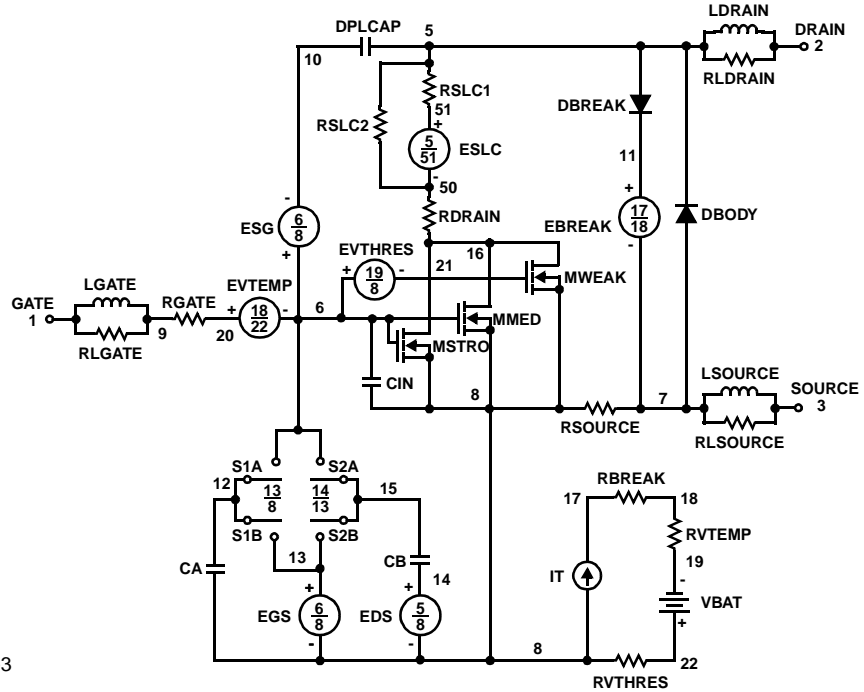 LDRAIN
DPLCAP 5 DRAIN
10 2
RSLC1 RLDRAIN
51 DBREAK
RSLC2 +
5
51 ESLC
11
-
50
- +
6
8 ESG
+
RDRAIN EBREAK 17
18 DBODY
-
EVTHRES
+ 19
8 -
16
21 MWEAK
LGATE EVTEMP
GATE
1 RGATE + 18
22 - 6
9 20
RLGATE
MMED
MSTRO
CIN
8 7
LSOURCE
SOURCE
3
RSOURCE
RLSOURCE
S1A S2A
12 13
8 14
13 15
S1B S2B
13
CA CB
+ + 14
EGS 6
8 EDS 5
8
- -
RBREAK
17 18
RVTEMP
19
IT -
VBAT
+
8 22
RVTHRES
3